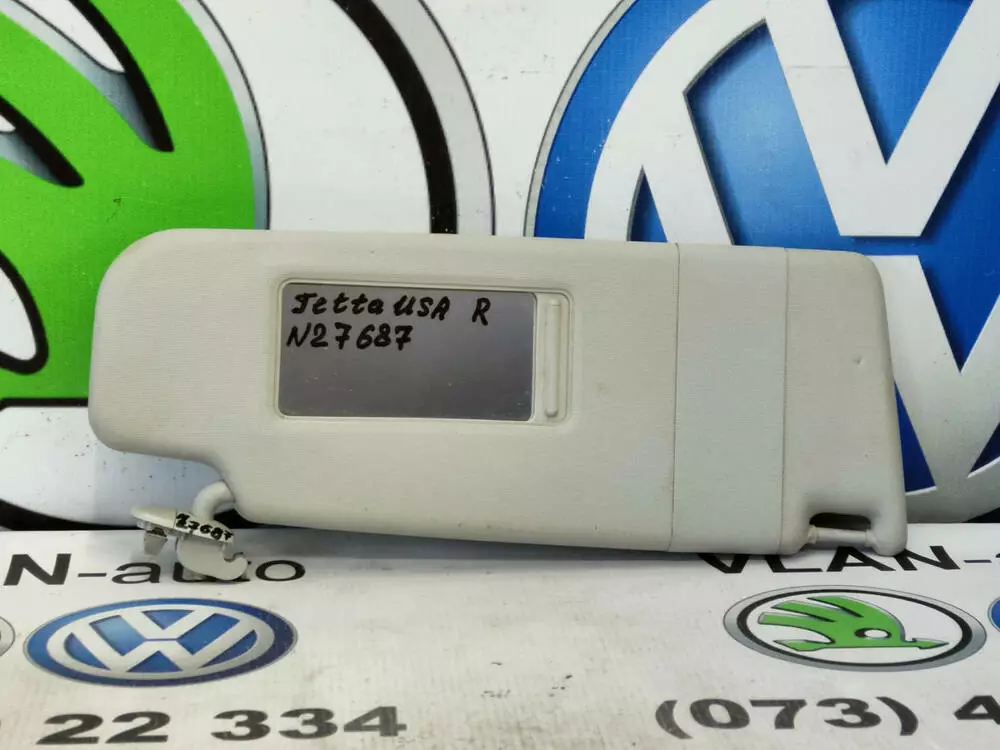 Jetta USA R
N27687
27687
N-auto VLAN-a
22 334 (073) 4